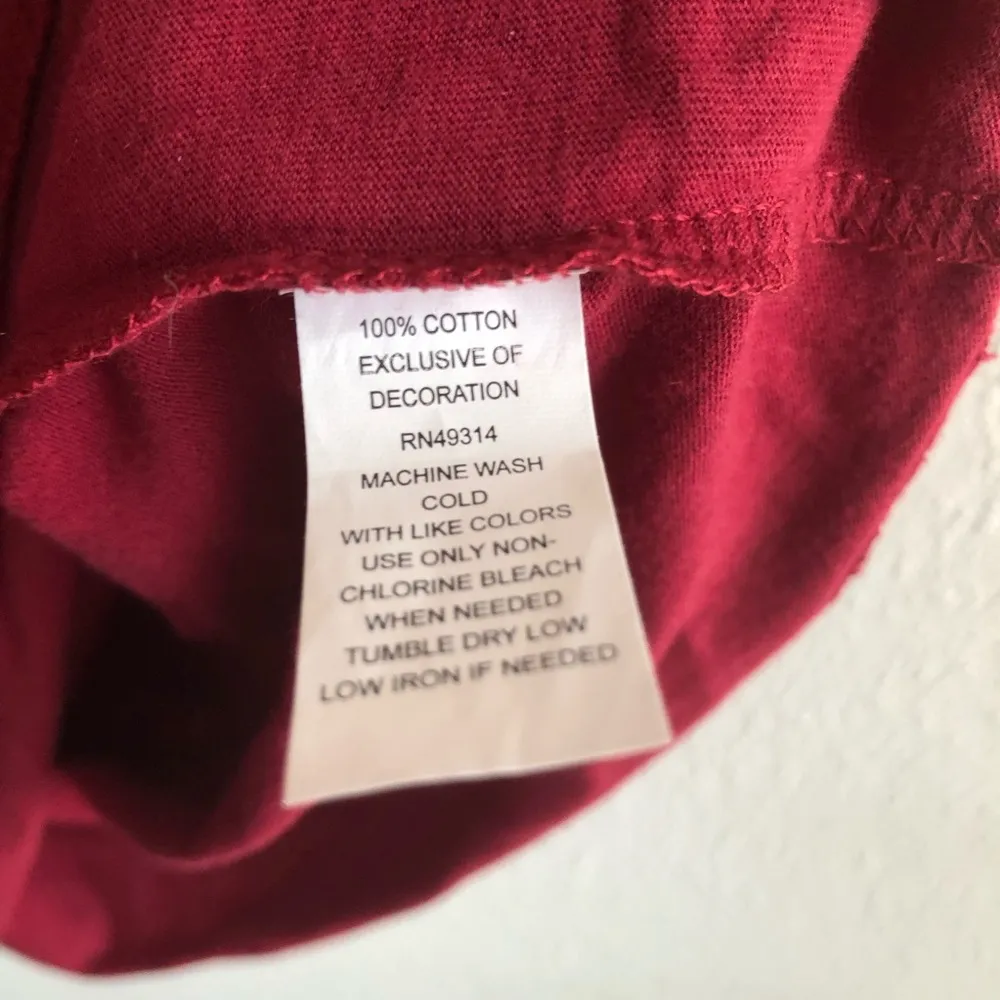 100% COTTON
EXCLUSIVE OF
DECORATION
RN49314
MACHINE WASH
COLD
WITH LIKE COLORS
USE ONLY NON-
CHLORINE BLEACH
WHEN NEEDED
TUMBLE DRY LOW
LOW IRON IF NEEDED